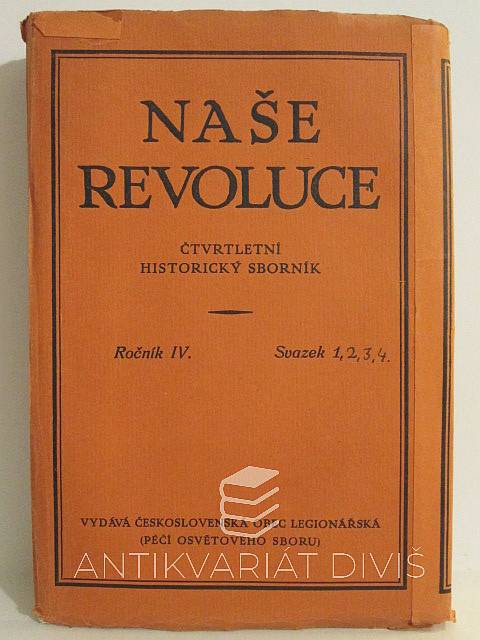 NAŠE
REVOLUCE
ČTVRTLETNÍ
HISTORICKÝ SBORNÍK
Ročník IV. Svazek 1,2,3,4.
VYDÁVÁ ČESKOSLOVENSKÁ OBEC LEGIONÁŘSKÁ
(PÉČÍ OSVĚTOVÉHO SBORU)
ANTIKVARIÁT DIVIŠ